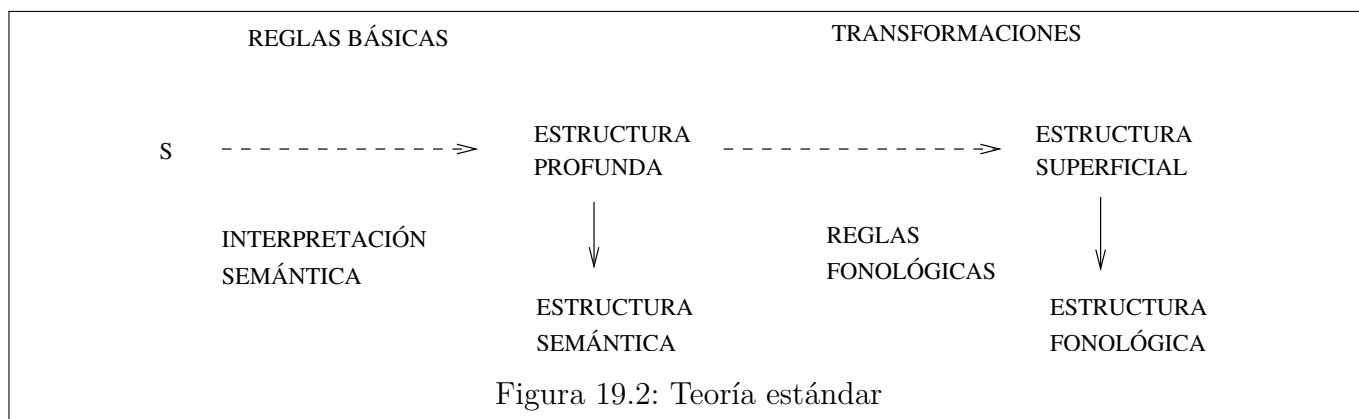 REGLAS BÁSICAS
TRANSFORMACIONES
S
ESTRUCTURA
PROFUNDA
ESTRUCTURA
SUPERFICIAL
INTERPRETACIÓN
SEMÁNTICA
REGLAS
FONOLÓGICAS
ESTRUCTURA
SEMÁNTICA
ESTRUCTURA
FONOLÓGICA
Figura 19.2: Teoría estándar